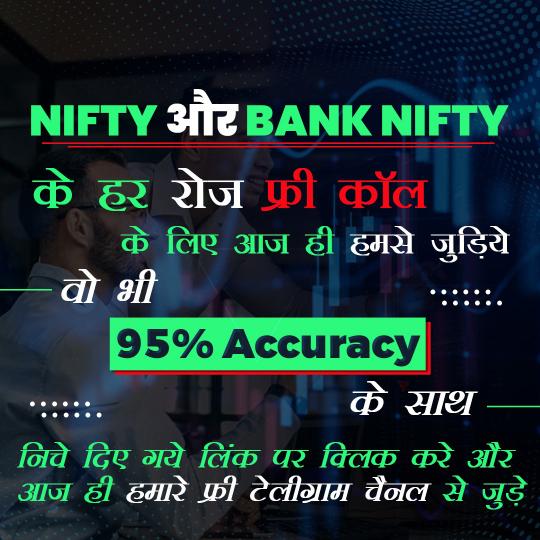 NIFTY और BANK NIFTY
के हर रोज फ्री कॉल
के लिए आज ही हमसे जुड़िये
वो भी
95% Accuracy
के साथ
निचे दिए गये लिंक पर क्लिक करे और
आज ही हमारे फ्री टेलीग्राम चैनल से जुड़े